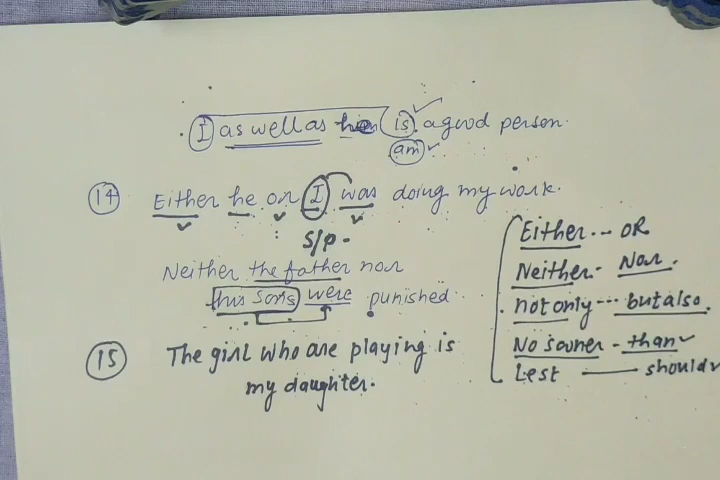 I as well as he is a good person.
am
14 Either he or I was doing my work.
S/P.
Neither the father nor
his sons were punished
15 The girl who are playing is
my daughter.
Either... OR
Neither- Nor.
not only--- but also.
No sooner - than
Lest —— should